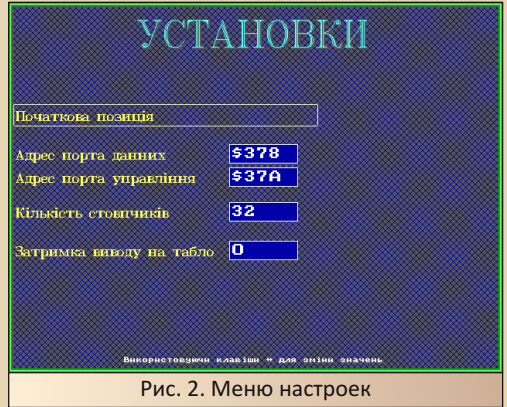 УСТАНОВКИ
Початкова позиція
Адрес порта данних $378
Адрес порта управління $37A
Кількість стовпчиків 32
Затримка виводу на табло 0
Використовуючи клавіши ↔ для зміни значень
Рис. 2. Меню настроек